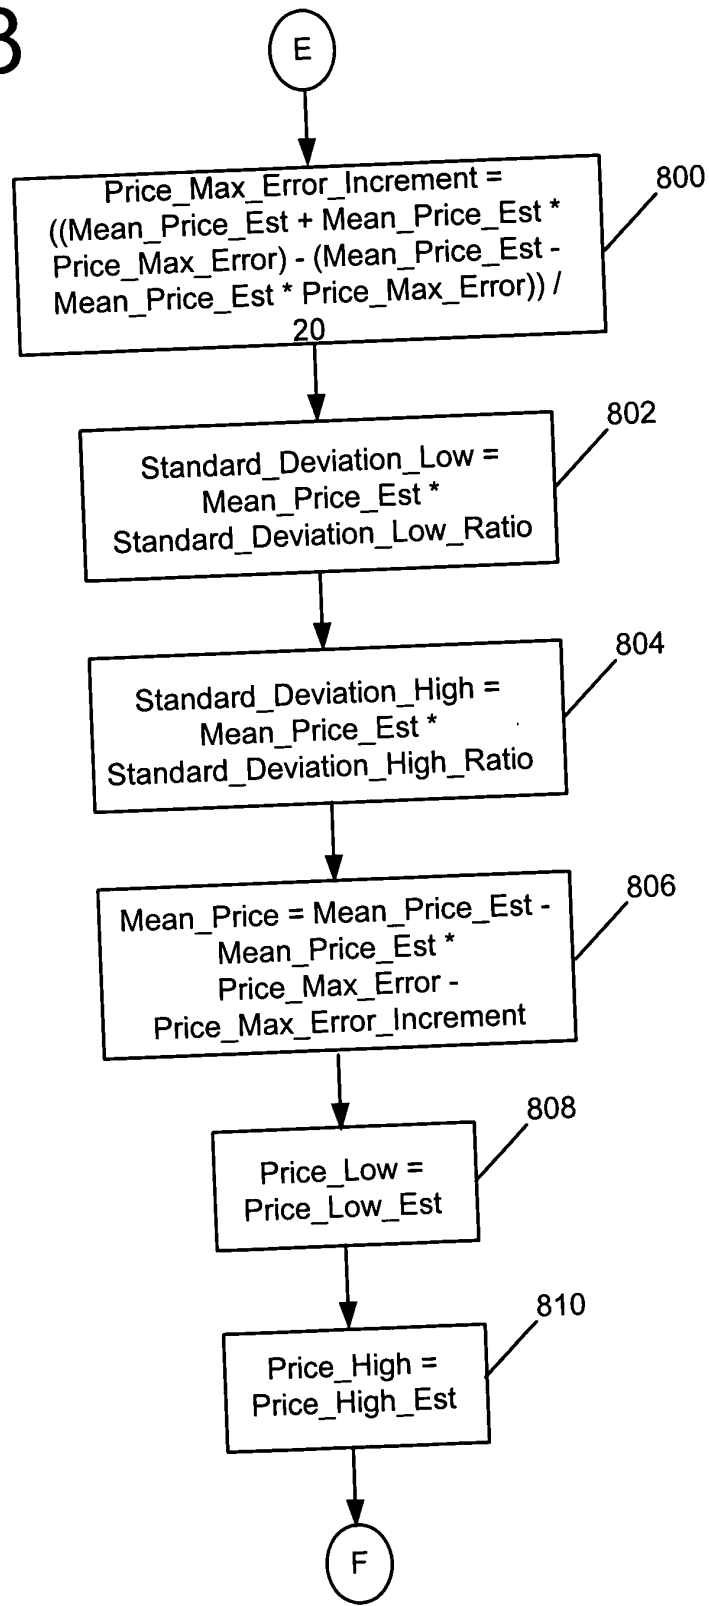 8
E
800
Price_Max_Error_Increment =
((Mean_Price_Est + Mean_Price_Est *
Price_Max_Error) - (Mean_Price_Est -
Mean_Price_Est * Price_Max_Error)) /
20
802
Standard_Deviation_Low =
Mean_Price_Est *
Standard_Deviation_Low_Ratio
804
Standard_Deviation_High =
Mean_Price_Est *
Standard_Deviation_High_Ratio
806
Mean_Price = Mean_Price_Est -
Mean_Price_Est *
Price_Max_Error -
Price_Max_Error_Increment
808
Price_Low =
Price_Low_Est
810
Price_High =
Price_High_Est
F